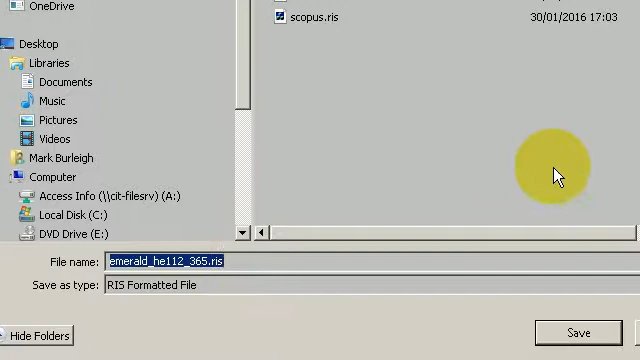 OneDrive
scopus.ris 30/01/2016 17:03
Desktop
Libraries
Documents
Music
Pictures
Videos
Mark Burleigh
Computer
Access Info (\\cit-filesrv) (A:)
Local Disk (C:)
DVD Drive (E:)
File name: emerald_he112_365.ris
Save as type: RIS Formatted File
Hide Folders
Save